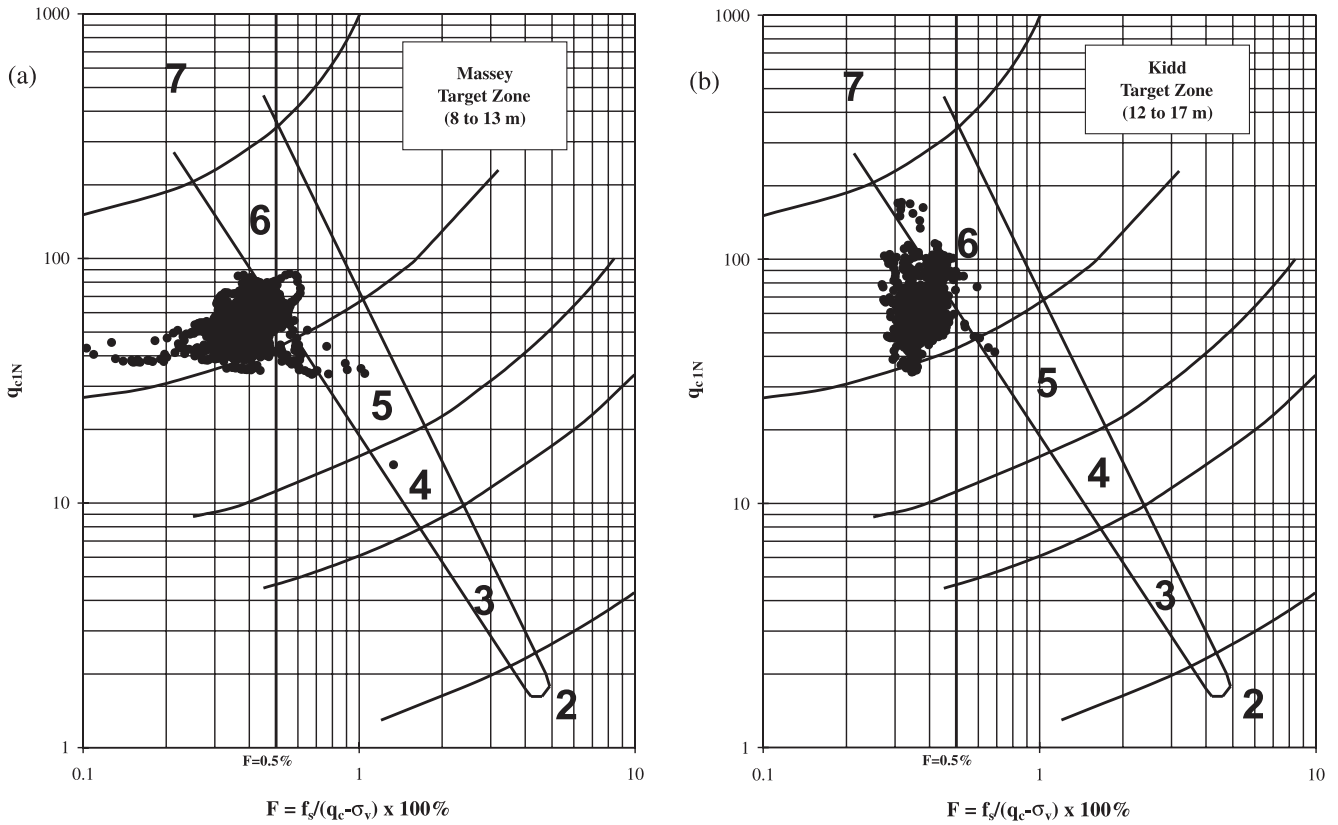 (a)
1000
100
10
1
q_c1N
7
6
5
4
3
2
Massey
Target Zone
(8 to 13 m)
F=0.5%
0.1
1
10
F = f_s/(q_c-σ_v) x 100%
(b)
1000
100
10
1
q_c1N
7
6
5
4
3
2
Kidd
Target Zone
(12 to 17 m)
F=0.5%
0.1
1
10
F = f_s/(q_c-σ_v) x 100%